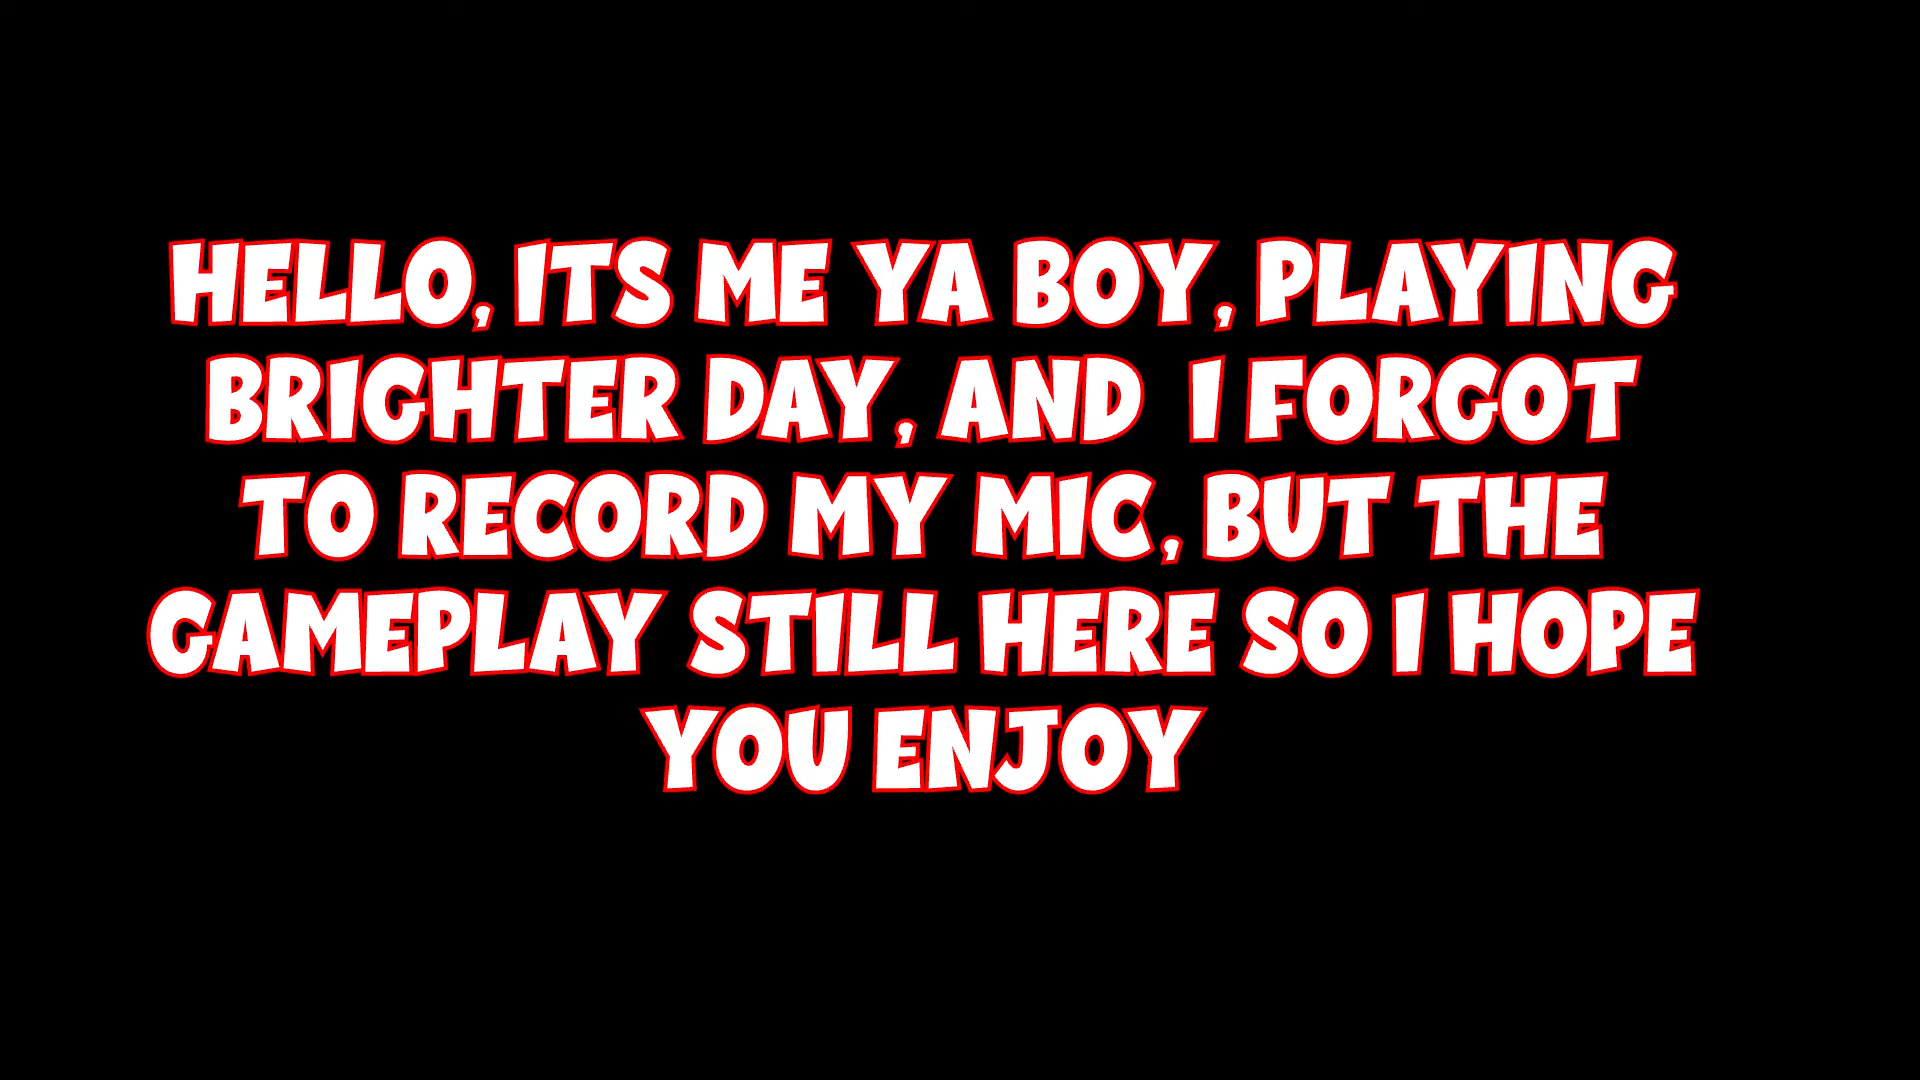 HELLO, ITS ME YA BOY, PLAYING
BRIGHTER DAY, AND I FORGOT
TO RECORD MY MIC, BUT THE
GAMEPLAY STILL HERE SO I HOPE
YOU ENJOY